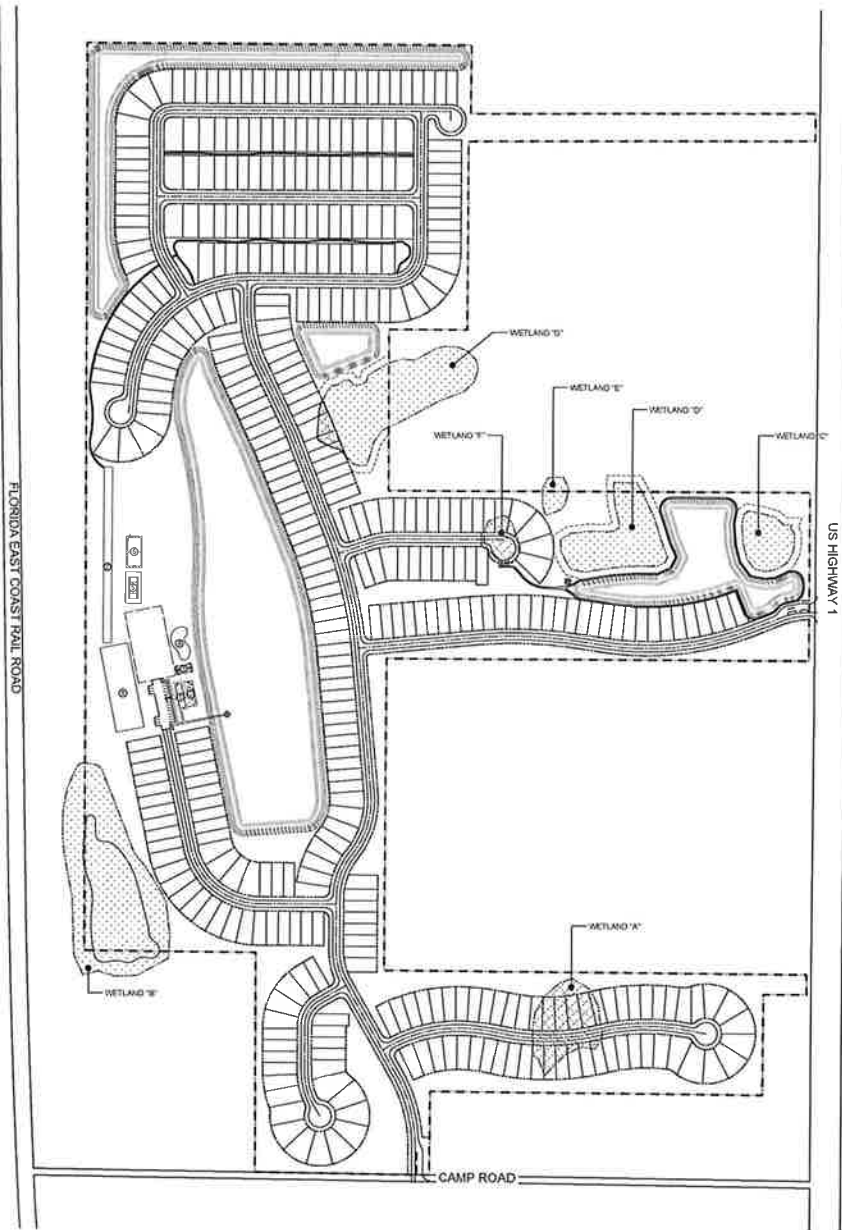 WETLAND "G"
WETLAND "E"
WETLAND "D"
WETLAND "F"
WETLAND "C"
US HIGHWAY 1
FLORIDA EAST COAST RAIL ROAD
WETLAND "A"
WETLAND "B"
CAMP ROAD